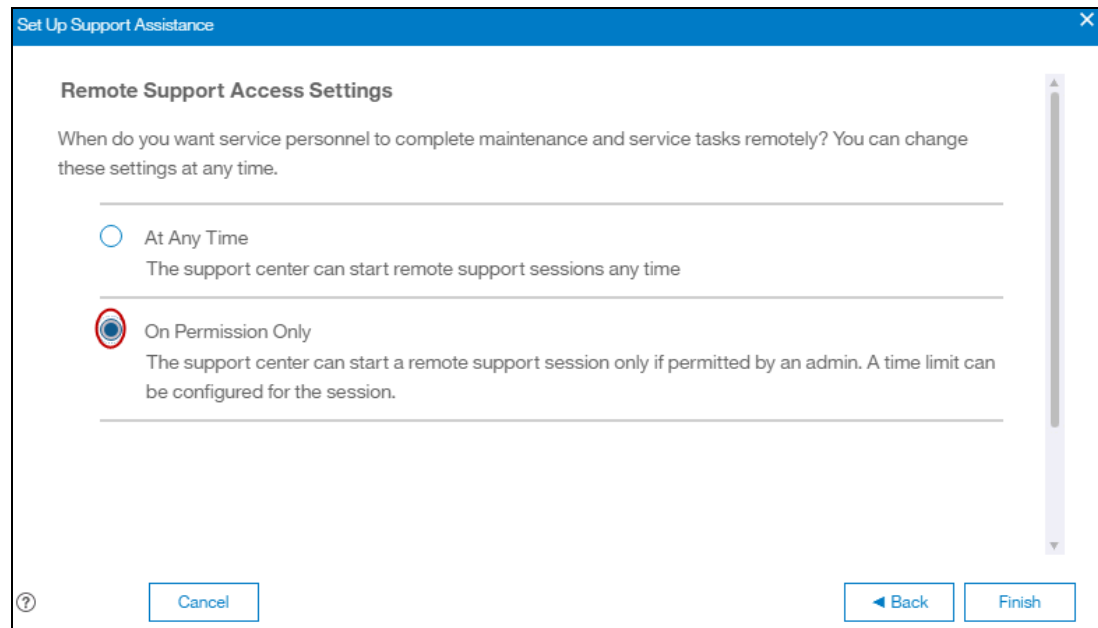 Set Up Support Assistance
Remote Support Access Settings
When do you want service personnel to complete maintenance and service tasks remotely? You can change
these settings at any time.
At Any Time
The support center can start remote support sessions any time
On Permission Only
The support center can start a remote support session only if permitted by an admin. A time limit can
be configured for the session.
Cancel
Back
Finish